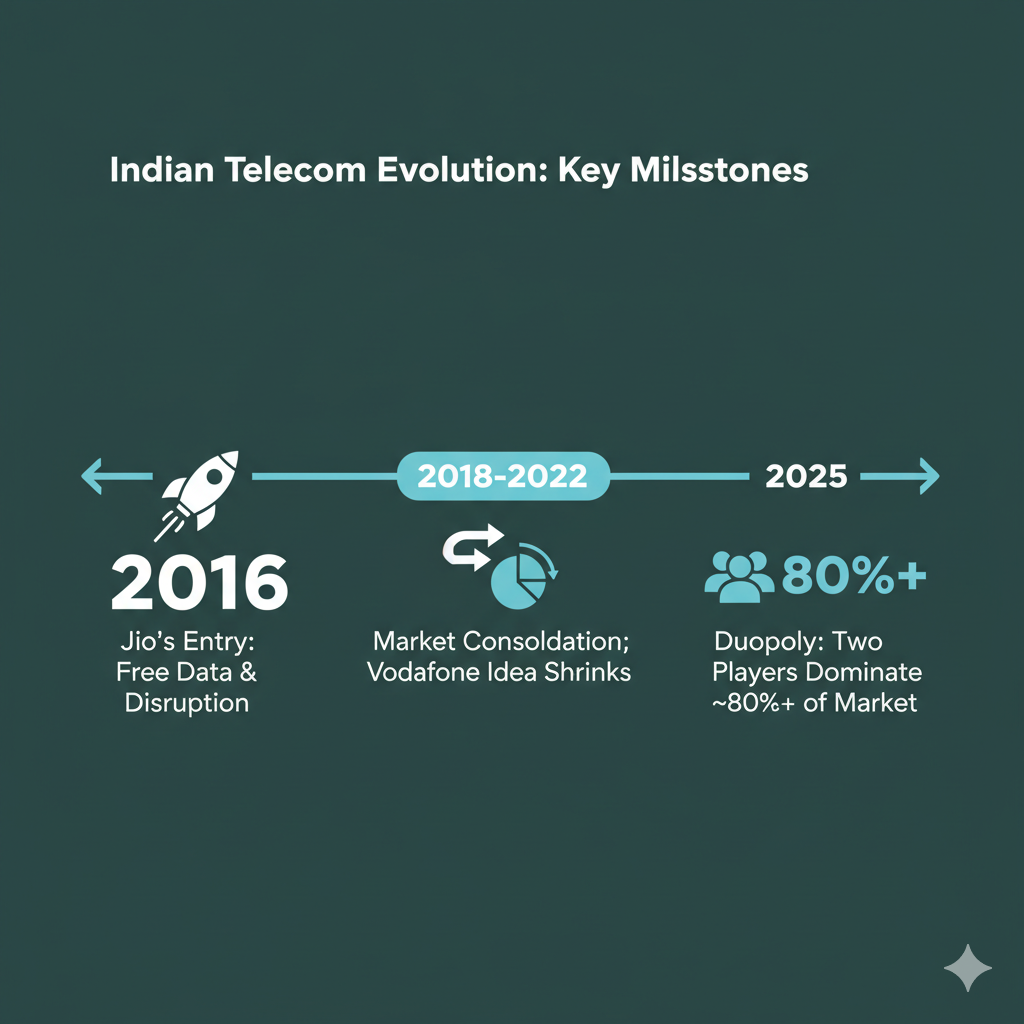 Indian Telecom Evolution: Key Milsstones
2018-2022
2025
2016
80%+
Jio's Entry:
Free Data &
Disruption
Market Consoldation;
Vodafone Idea Shrinks
Duopoly: Two
Players Dominate
~80%+ of Market